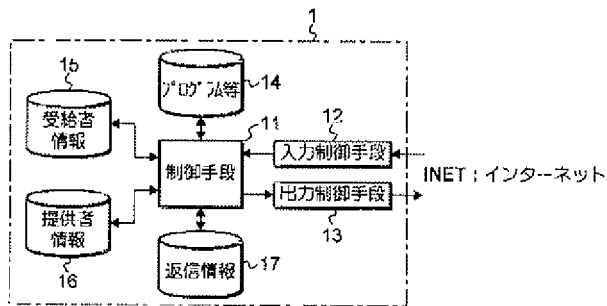 1
15
受給者
情報
プログラム等
14
11
12
制御手段
入力制御手段
INET:インターネット
出力制御手段
13
提供者
情報
16
返信情報
17